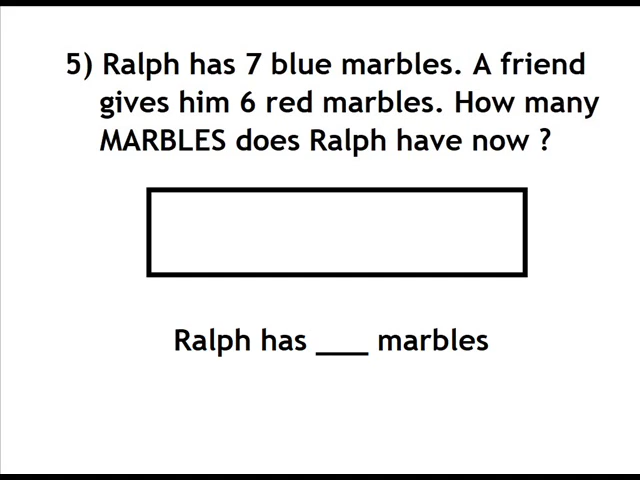 5) Ralph has 7 blue marbles. A friend
gives him 6 red marbles. How many
MARBLES does Ralph have now ?
Ralph has ___ marbles